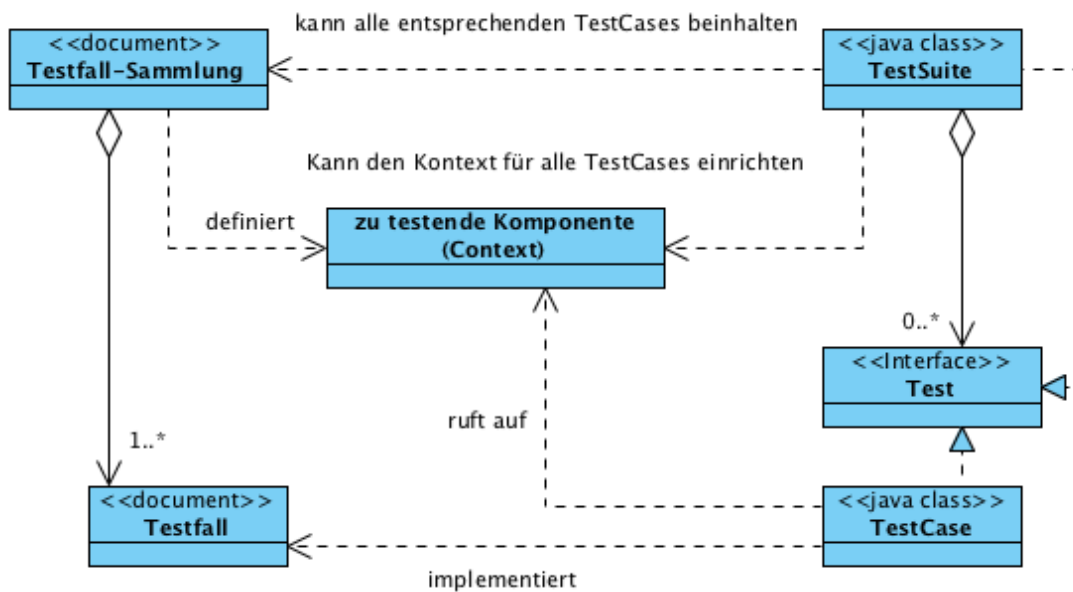 kann alle entsprechenden TestCases beinhalten
<<document>>
Testfall-Sammlung
<<java class>>
TestSuite
Kann den Kontext für alle TestCases einrichten
definiert
zu testende Komponente
(Context)
0..*
<<Interface>>
Test
ruft auf
1..*
<<document>>
Testfall
<<java class>>
TestCase
implementiert